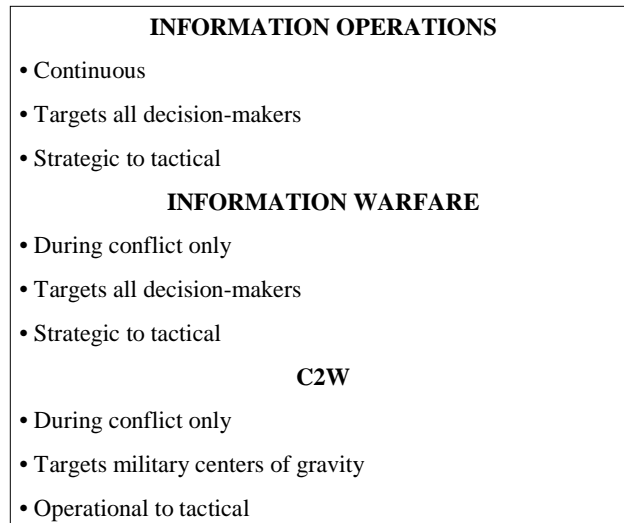 INFORMATION OPERATIONS
• Continuous
• Targets all decision-makers
• Strategic to tactical
INFORMATION WARFARE
• During conflict only
• Targets all decision-makers
• Strategic to tactical
C2W
• During conflict only
• Targets military centers of gravity
• Operational to tactical